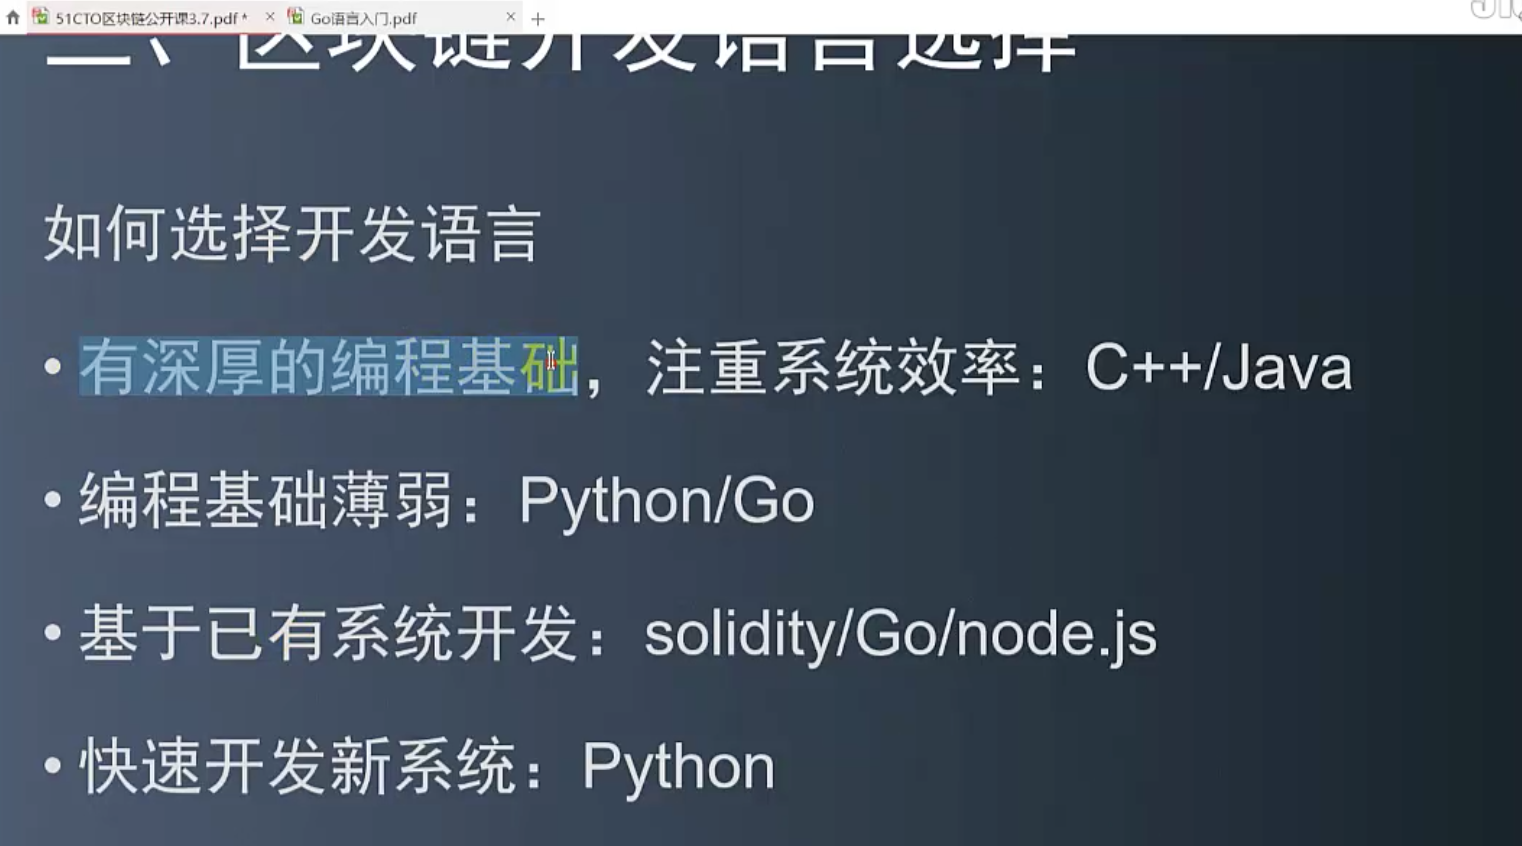 51CTO区块链公开课3.7.pdf * × Go语言入门.pdf × +
区块链开发语言选择
如何选择开发语言
• 有深厚的编程基础，注重系统效率：C++/Java
• 编程基础薄弱：Python/Go
• 基于已有系统开发：solidity/Go/node.js
• 快速开发新系统：Python